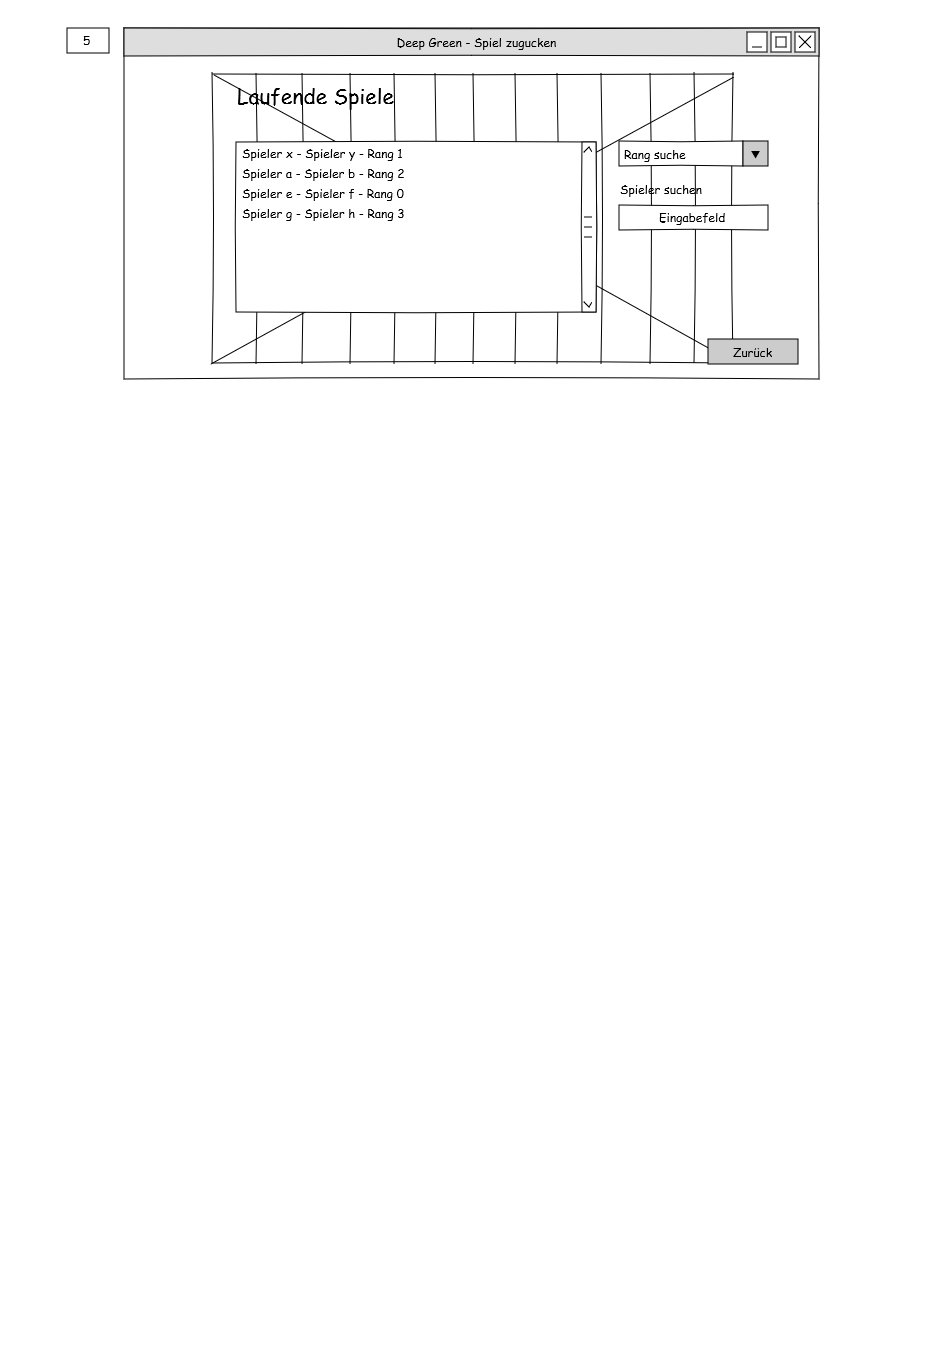 5
Deep Green - Spiel zugucken
Laufende Spiele
Spieler x - Spieler y - Rang 1
Spieler a - Spieler b - Rang 2
Spieler e - Spieler f - Rang 0
Spieler g - Spieler h - Rang 3
Rang suche
Spieler suchen
Eingabefeld
Zurück